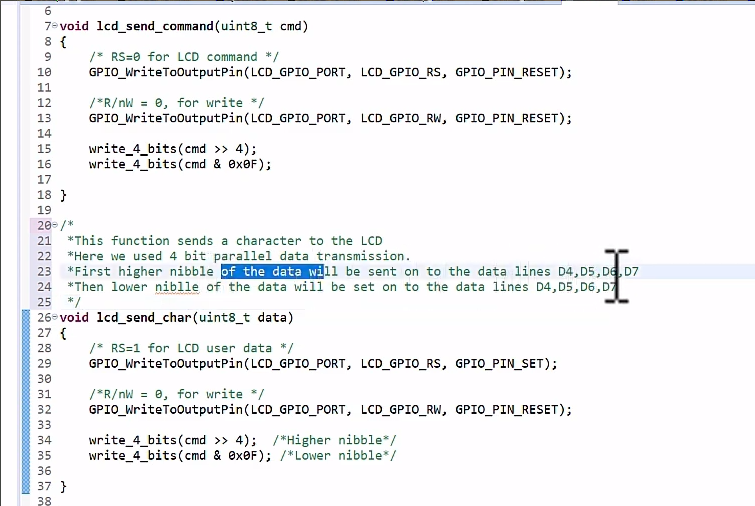 6
7 void lcd_send_command(uint8_t cmd)
8 {
9     /* RS=0 for LCD command */
10     GPIO_WriteToOutputPin(LCD_GPIO_PORT, LCD_GPIO_RS, GPIO_PIN_RESET);
11
12     /*R/nW = 0, for write */
13     GPIO_WriteToOutputPin(LCD_GPIO_PORT, LCD_GPIO_RW, GPIO_PIN_RESET);
14
15     write_4_bits(cmd >> 4);
16     write_4_bits(cmd & 0x0F);
17
18 }
19
20 /*
21  *This function sends a character to the LCD
22  *Here we used 4 bit parallel data transmission.
23  *First higher nibble of the data will be sent on to the data lines D4,D5,D6,D7
24  *Then lower niblle of the data will be set on to the data lines D4,D5,D6,D7
25  */
26 void lcd_send_char(uint8_t data)
27 {
28     /* RS=1 for LCD user data */
29     GPIO_WriteToOutputPin(LCD_GPIO_PORT, LCD_GPIO_RS, GPIO_PIN_SET);
30
31     /*R/nW = 0, for write */
32     GPIO_WriteToOutputPin(LCD_GPIO_PORT, LCD_GPIO_RW, GPIO_PIN_RESET);
33
34     write_4_bits(cmd >> 4);  /*Higher nibble*/
35     write_4_bits(cmd & 0x0F); /*Lower nibble*/
36
37 }
38